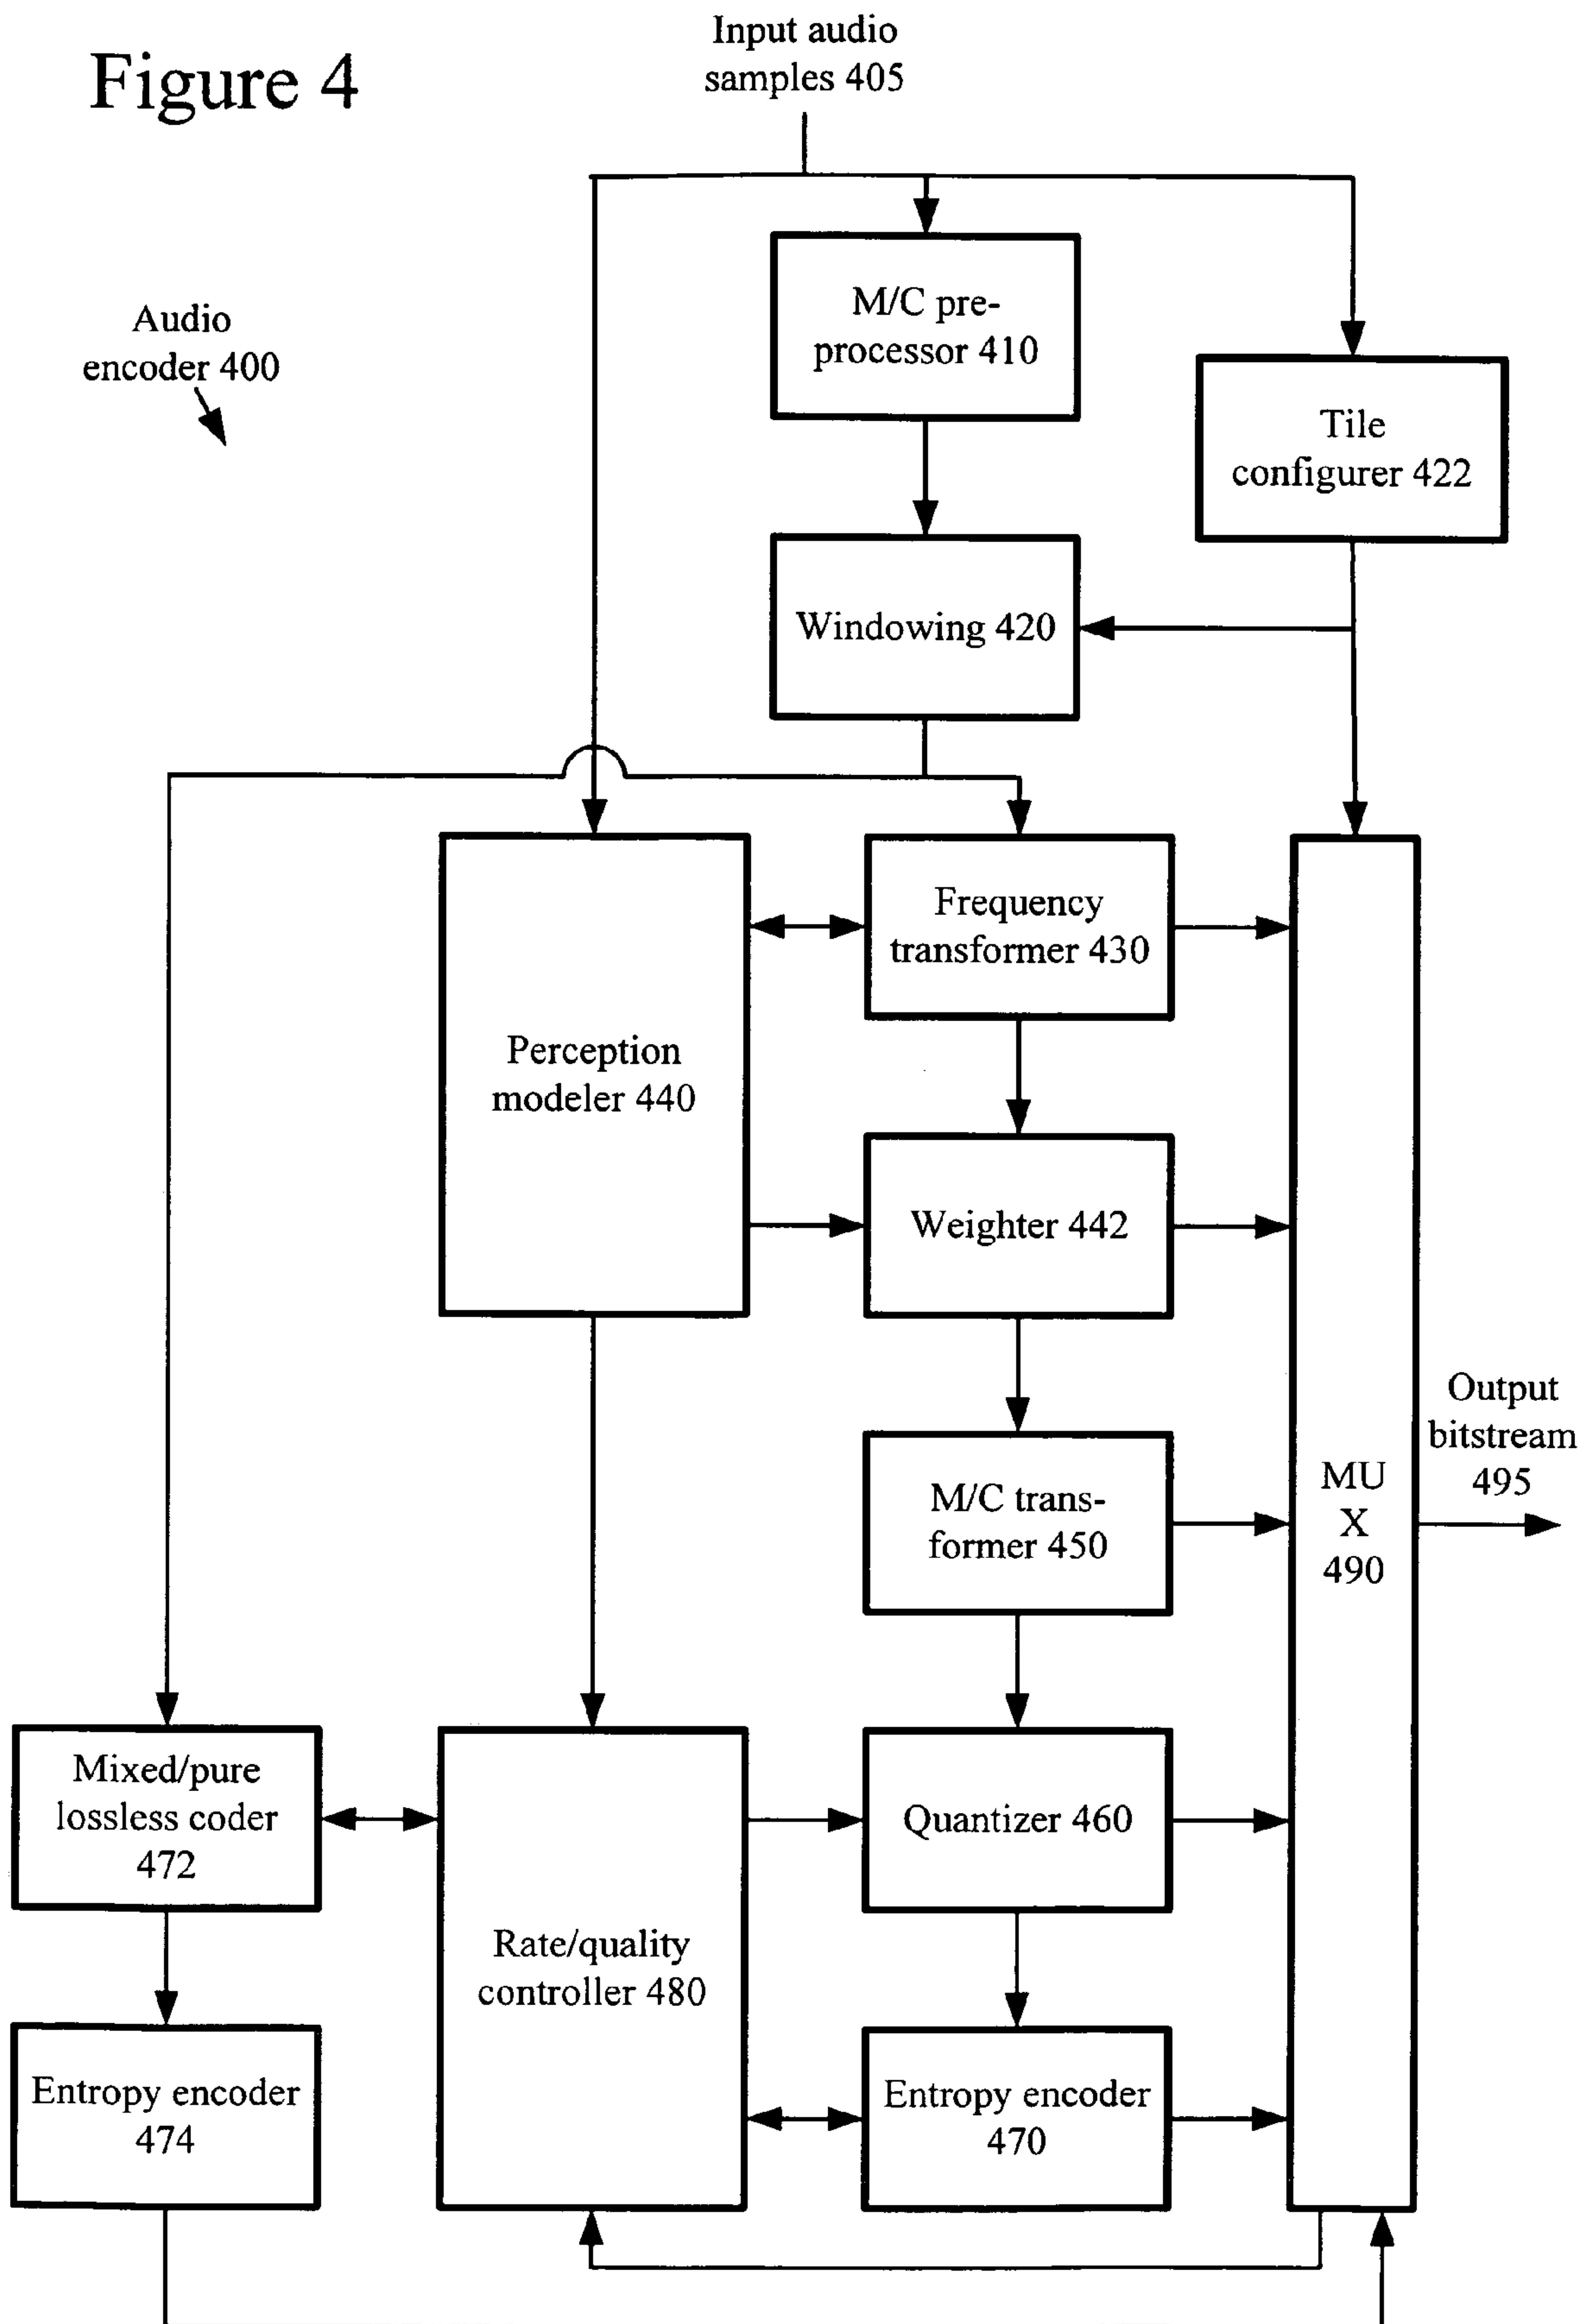 Figure 4
Input audio
samples 405
Audio
encoder 400
M/C pre-
processor 410
Tile
configurer 422
Windowing 420
Frequency
transformer 430
Perception
modeler 440
Weighter 442
M/C trans-
former 450
Output
bitstream
495
MU
X
490
Mixed/pure
lossless coder
472
Quantizer 460
Rate/quality
controller 480
Entropy encoder
474
Entropy encoder
470